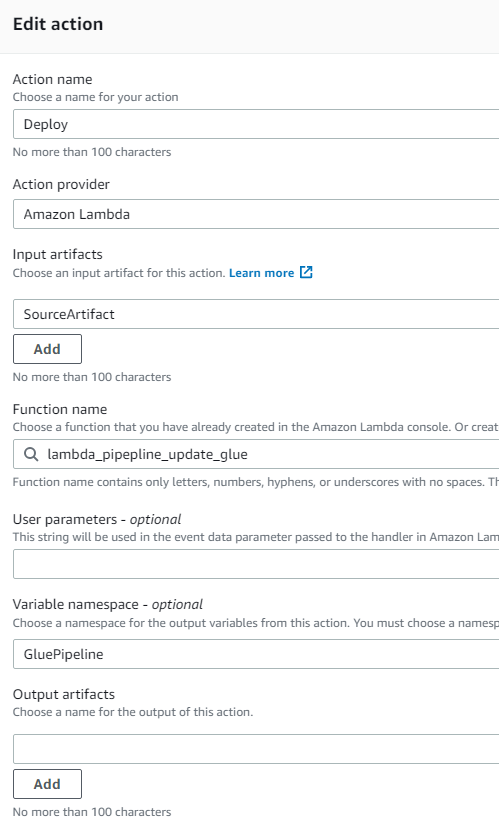 Edit action
Action name
Choose a name for your action
Deploy
No more than 100 characters
Action provider
Amazon Lambda
Input artifacts
Choose an input artifact for this action. Learn more
SourceArtifact
Add
No more than 100 characters
Function name
Choose a function that you have already created in the Amazon Lambda console. Or creat
lambda_pipepline_update_glue
Function name contains only letters, numbers, hyphens, or underscores with no spaces. Th
User parameters - optional
This string will be used in the event data parameter passed to the handler in Amazon Lam
Variable namespace - optional
Choose a namespace for the output variables from this action. You must choose a namesp
GluePipeline
Output artifacts
Choose a name for the output of this action.
Add
No more than 100 characters